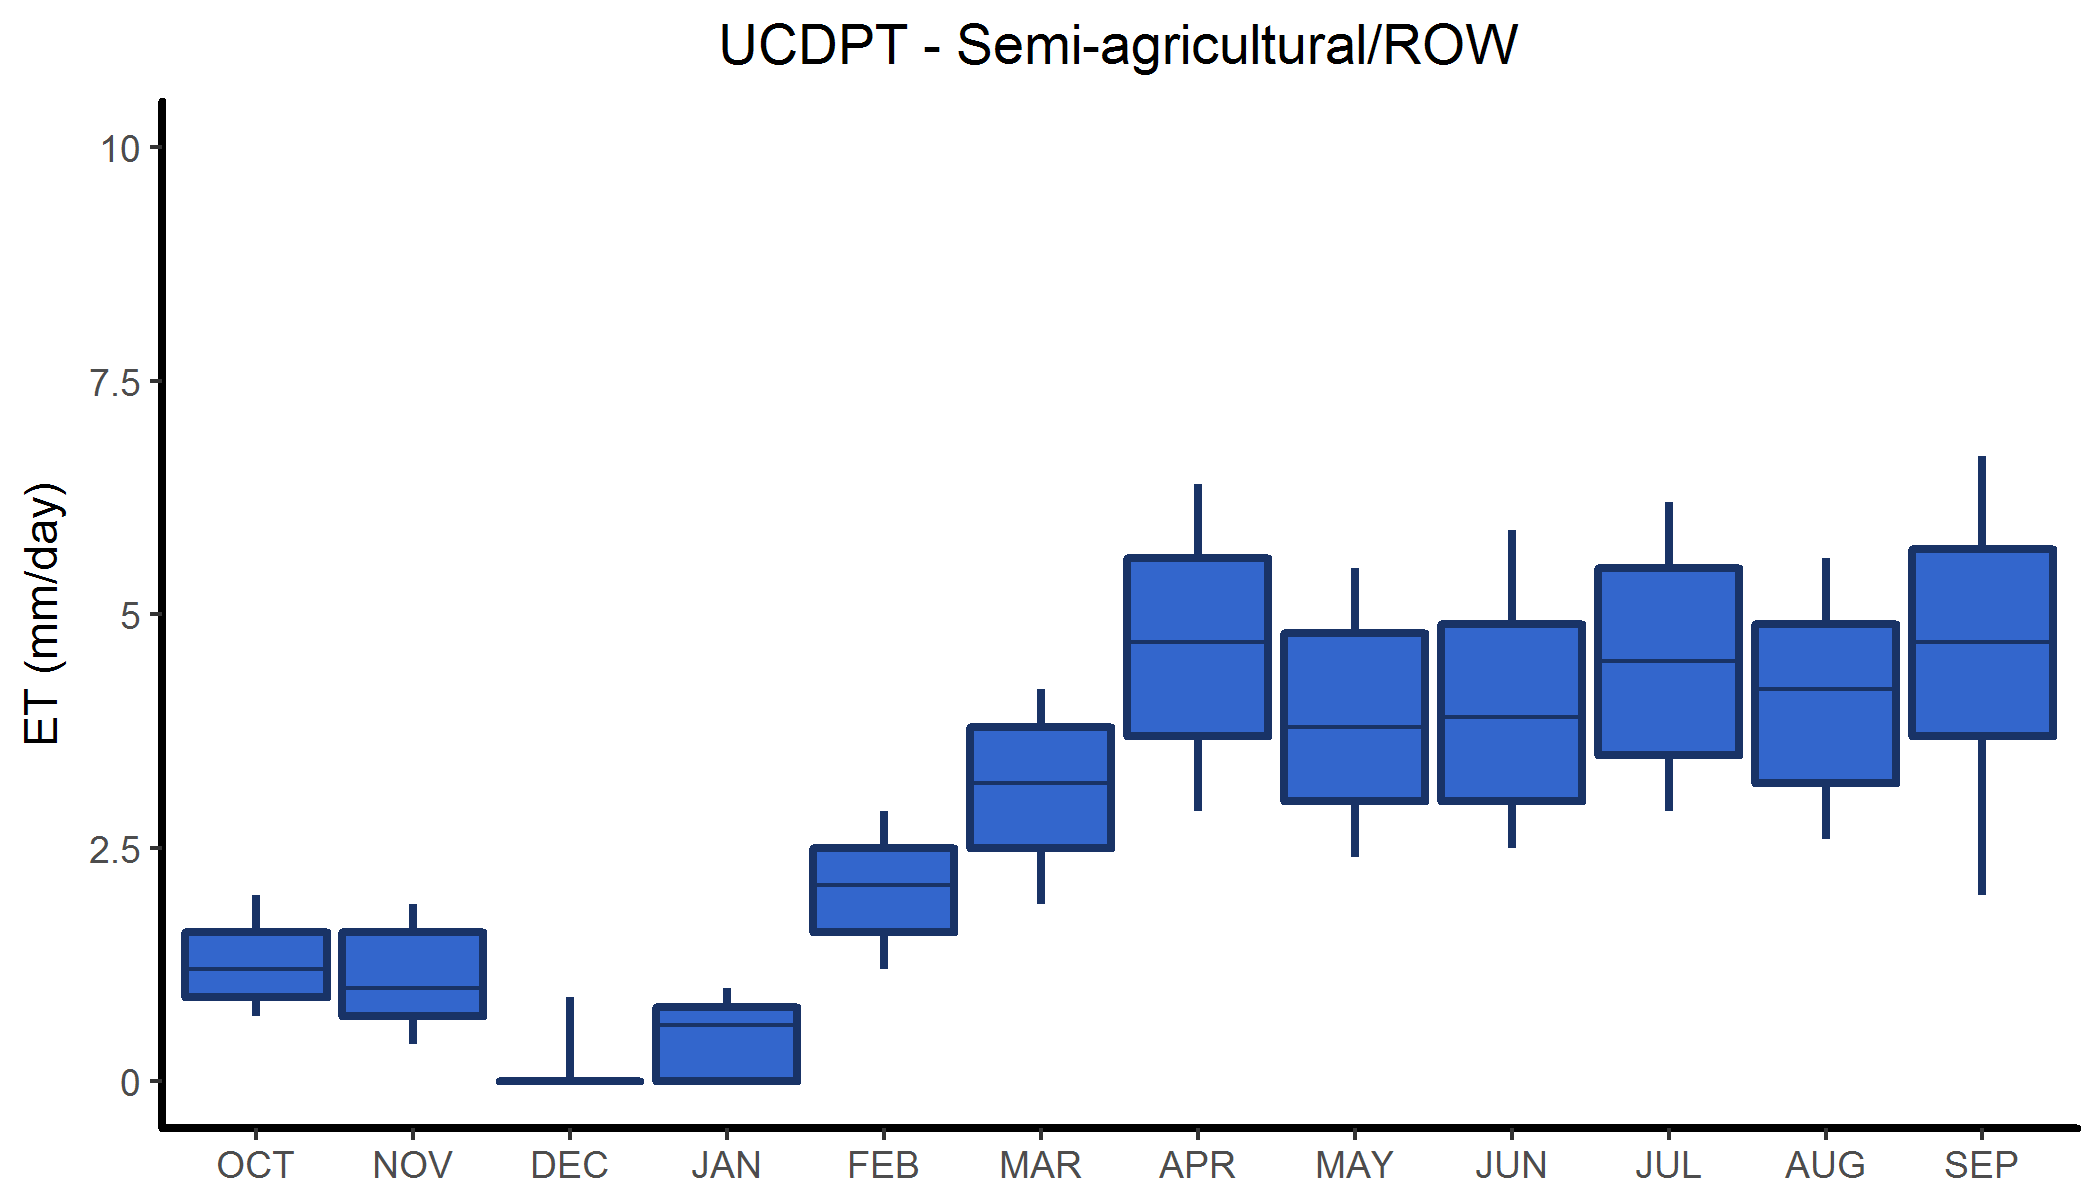 UCDPT - Semi-agricultural/ROW
ET (mm/day)
10
7.5
5
2.5
0
OCT NOV DEC JAN FEB MAR APR MAY JUN JUL AUG SEP